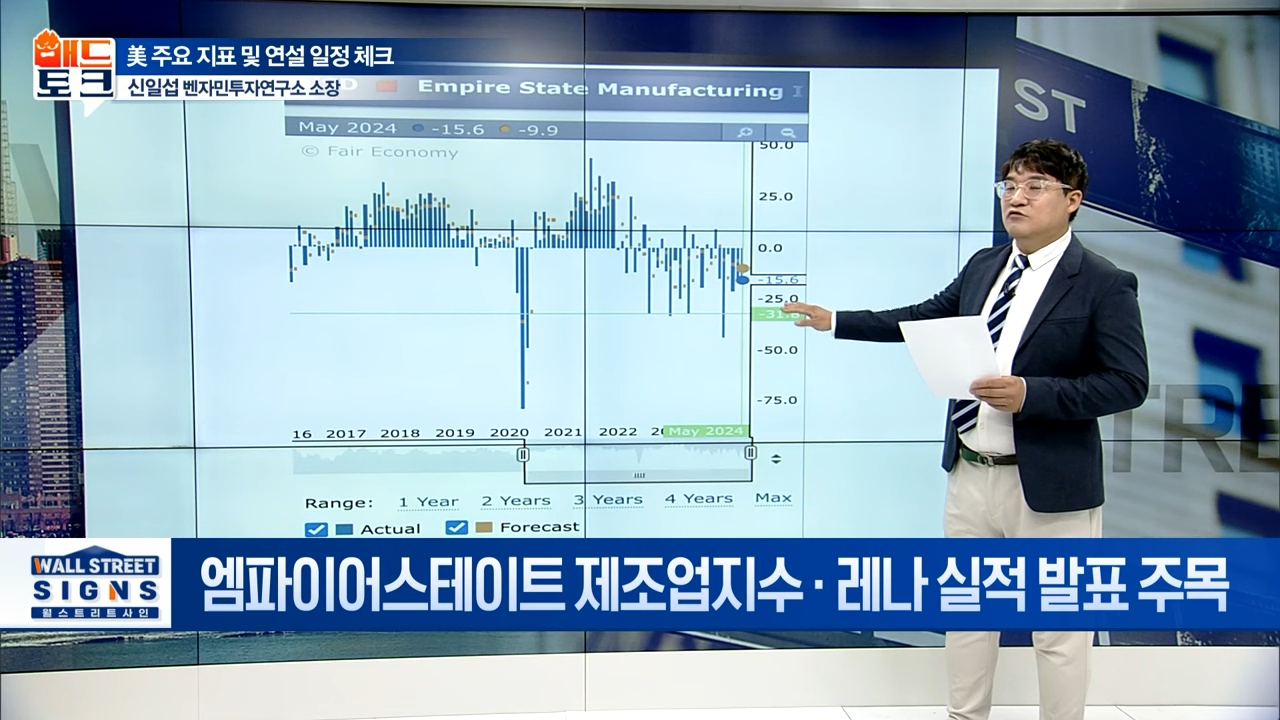 매드
토크
美 주요 지표 및 연설 일정 체크
신일섭 벤자민투자연구소 소장
Empire State Manufacturing
May 2024 -15.6 -9.9
© Fair Economy
50.0
25.0
0.0
-15.6
-25.0
-31.8
-50.0
-75.0
16 2017 2018 2019 2020 2021 2022 May 2024
Range: 1 Year 2 Years 3 Years 4 Years Max
Actual Forecast
ST
TRE
WALL STREET
SIGNS
월스트리트사인
엠파이어스테이트 제조업지수·레나 실적 발표 주목